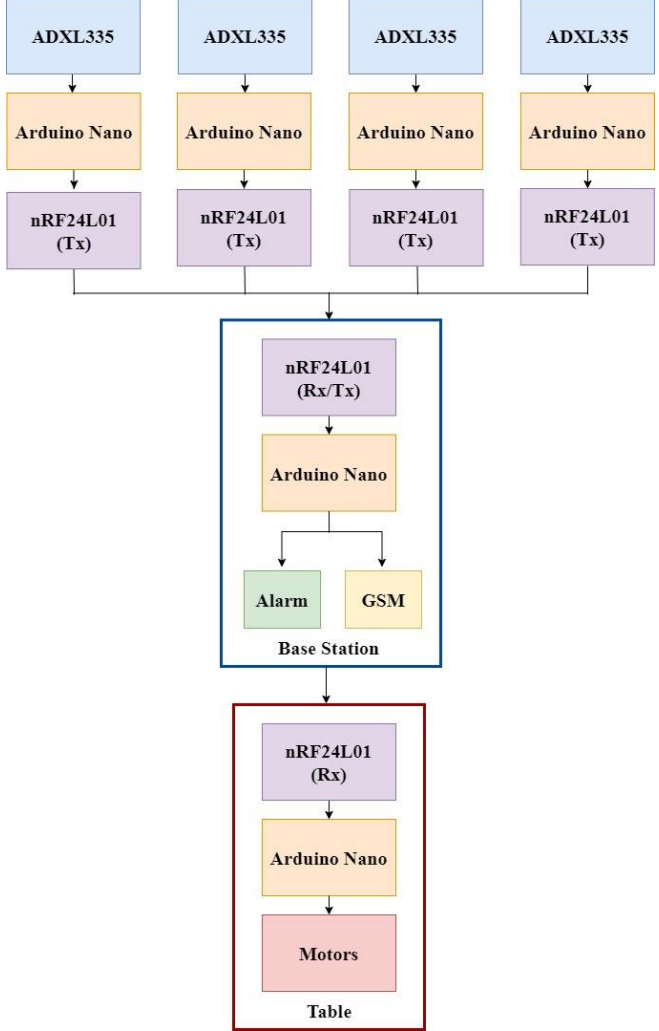 ADXL335
ADXL335
ADXL335
ADXL335
Arduino Nano
Arduino Nano
Arduino Nano
Arduino Nano
nRF24L01
(Tx)
nRF24L01
(Tx)
nRF24L01
(Tx)
nRF24L01
(Tx)
nRF24L01
(Rx/Tx)
Arduino Nano
Alarm
GSM
Base Station
nRF24L01
(Rx)
Arduino Nano
Motors
Table